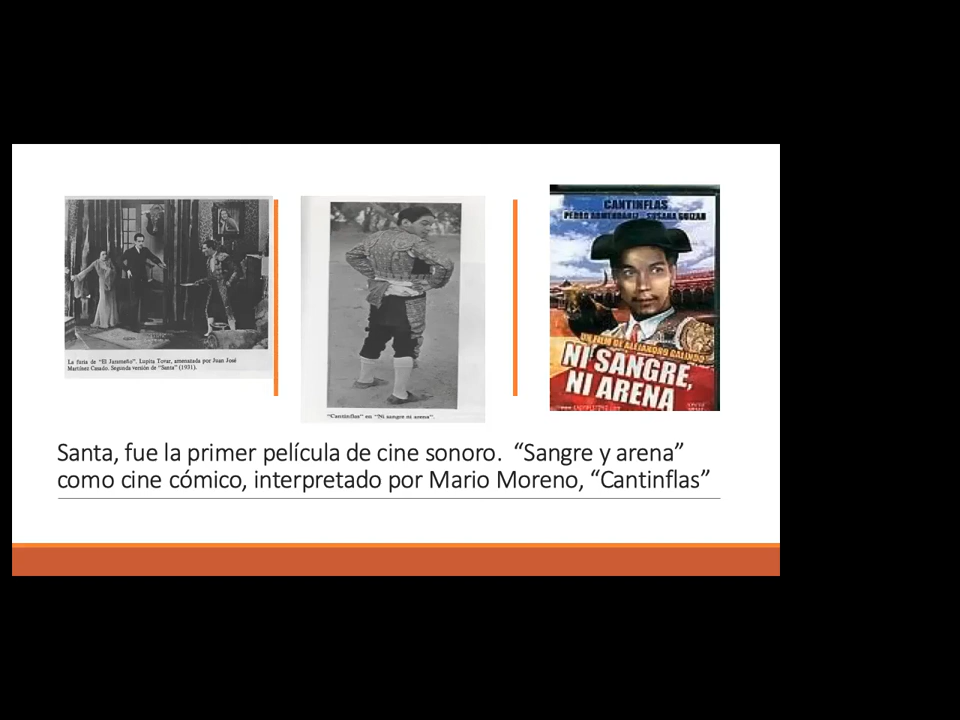 La furia de "El Jarameño". Lupita Tovar, amenazada por Juan José
Martínez Casado. Segunda versión de "Santa" (1931).
"Cantinflas" en "Ni sangre ni arena".
CANTINFLAS
PEDRO ARMENDARIZ SUSANA GUIZAR
UN FILM DE ALEJANDRO GALINDO
NI SANGRE,
NI ARENA
Santa, fue la primer película de cine sonoro. “Sangre y arena”
como cine cómico, interpretado por Mario Moreno, “Cantinflas”